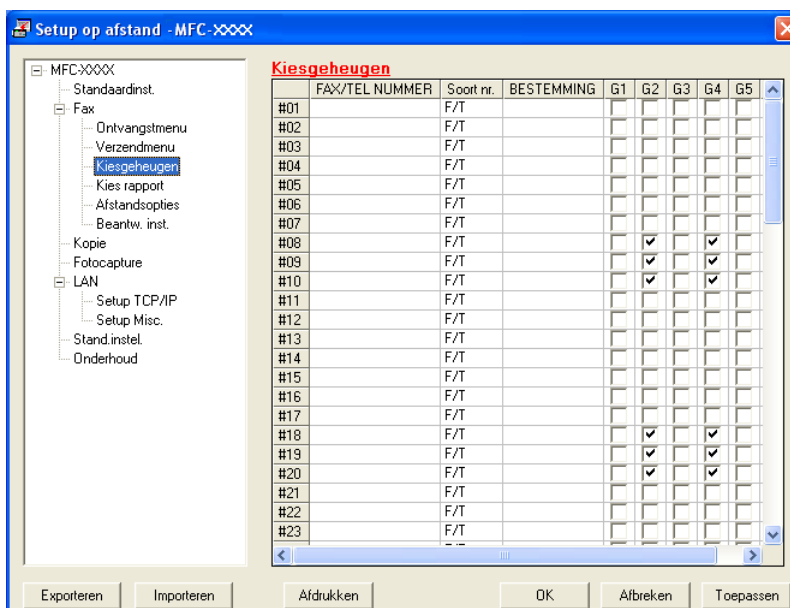 Setup op afstand - MFC-XXXX
MFC-XXXX
Standaardinst.
Fax
Ontvangstmenu
Verzendmenu
Kiesgeheugen
Kies rapport
Afstandsopties
Beantw. inst.
Kopie
Fotocapture
LAN
Setup TCP/IP
Setup Misc.
Stand.instel.
Onderhoud
Kiesgeheugen
FAX/TEL NUMMER Soort nr. BESTEMMING G1 G2 G3 G4 G5
#01 F/T
#02 F/T
#03 F/T
#04 F/T
#05 F/T
#06 F/T
#07 F/T
#08 F/T
#09 F/T
#10 F/T
#11 F/T
#12 F/T
#13 F/T
#14 F/T
#15 F/T
#16 F/T
#17 F/T
#18 F/T
#19 F/T
#20 F/T
#21 F/T
#22 F/T
#23 F/T
Exporteren Importeren Afdrukken OK Afbreken Toepassen